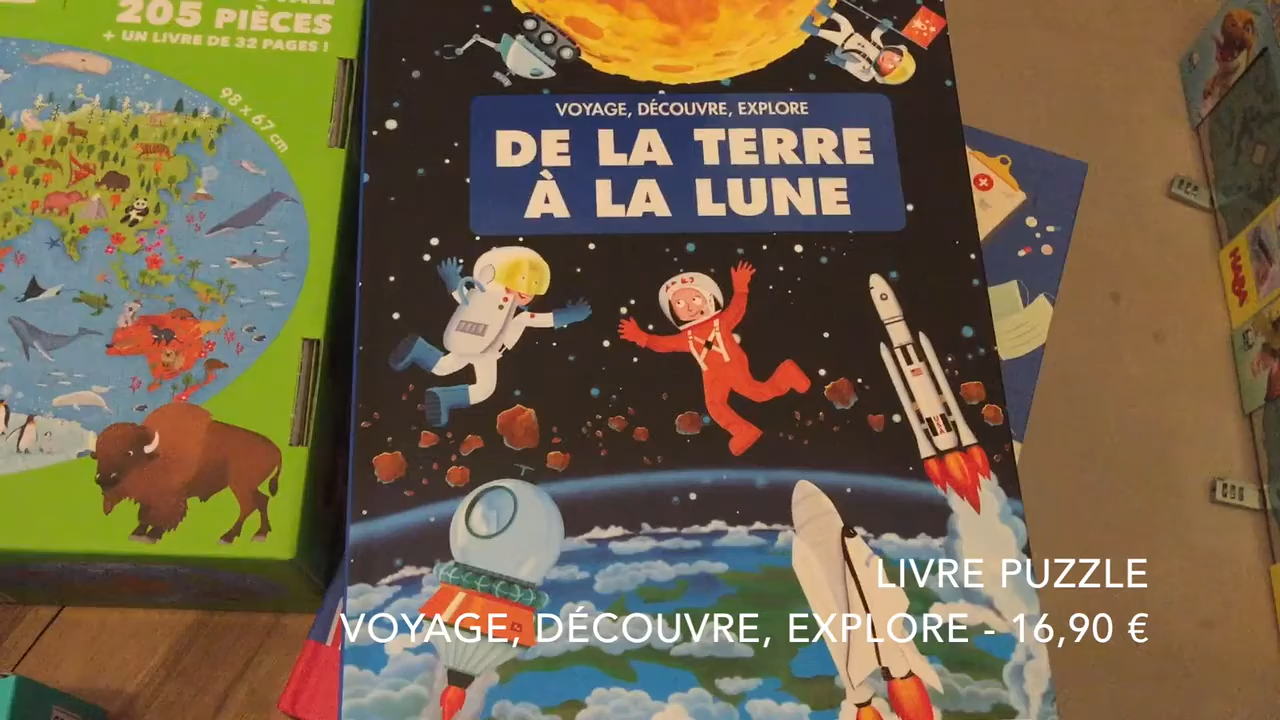 205 PIÈCES
+ UN LIVRE DE 32 PAGES !
98 x 67 cm
VOYAGE, DÉCOUVRE, EXPLORE
DE LA TERRE
À LA LUNE
HABA
LIVRE PUZZLE
VOYAGE, DÉCOUVRE, EXPLORE - 16,90 €